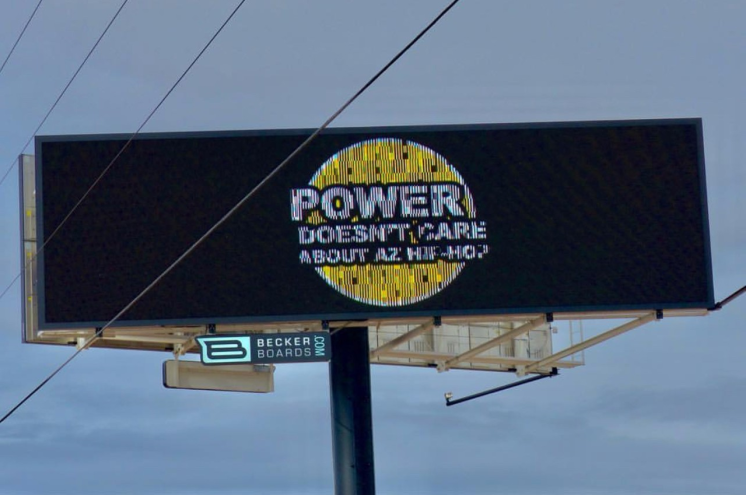 POWER
DOESN'T CARE
ABOUT AZ HIP-HOP
BECKER
BOARDS
.COM